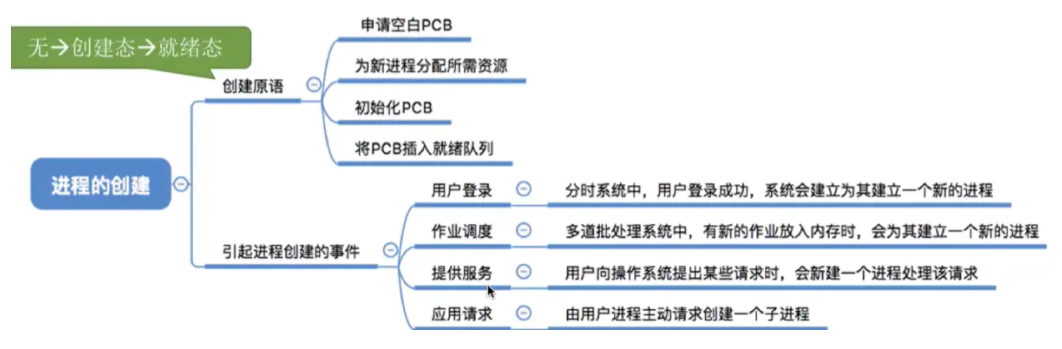 申请空白PCB
无→创建态→就绪态
为新进程分配所需资源
创建原语
初始化PCB
将PCB插入就绪队列
进程的创建
用户登录 分时系统中，用户登录成功，系统会建立为其建立一个新的进程
作业调度 多道批处理系统中，有新的作业放入内存时，会为其建立一个新的进程
引起进程创建的事件
提供服务 用户向操作系统提出某些请求时，会新建一个进程处理该请求
应用请求 由用户进程主动请求创建一个子进程